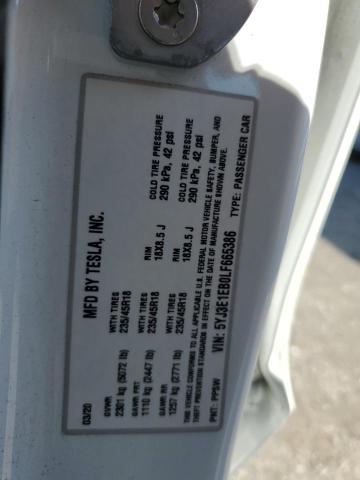 MFD BY TESLA, INC.
03/20
GVWR
2301 kg (5072 lb)
WITH TIRES
235/45R18
RIM
18X8.5 J
COLD TIRE PRESSURE
290 kPa, 42 psi
GAWR FRT
1110 kg (2447 lb)
WITH TIRES
235/45R18
RIM
18X8.5 J
COLD TIRE PRESSURE
290 kPa, 42 psi
GAWR RR
1257 kg (2771 lb)
THIS VEHICLE CONFORMS TO ALL APPLICABLE U.S. FEDERAL MOTOR VEHICLE SAFETY, BUMPER, AND
THEFT PREVENTION STANDARDS IN EFFECT ON THE DATE OF MANUFACTURE SHOWN ABOVE.
VIN: 5YJ3E1EB0LF665386
TYPE: PASSENGER CAR
PNT: PPSW